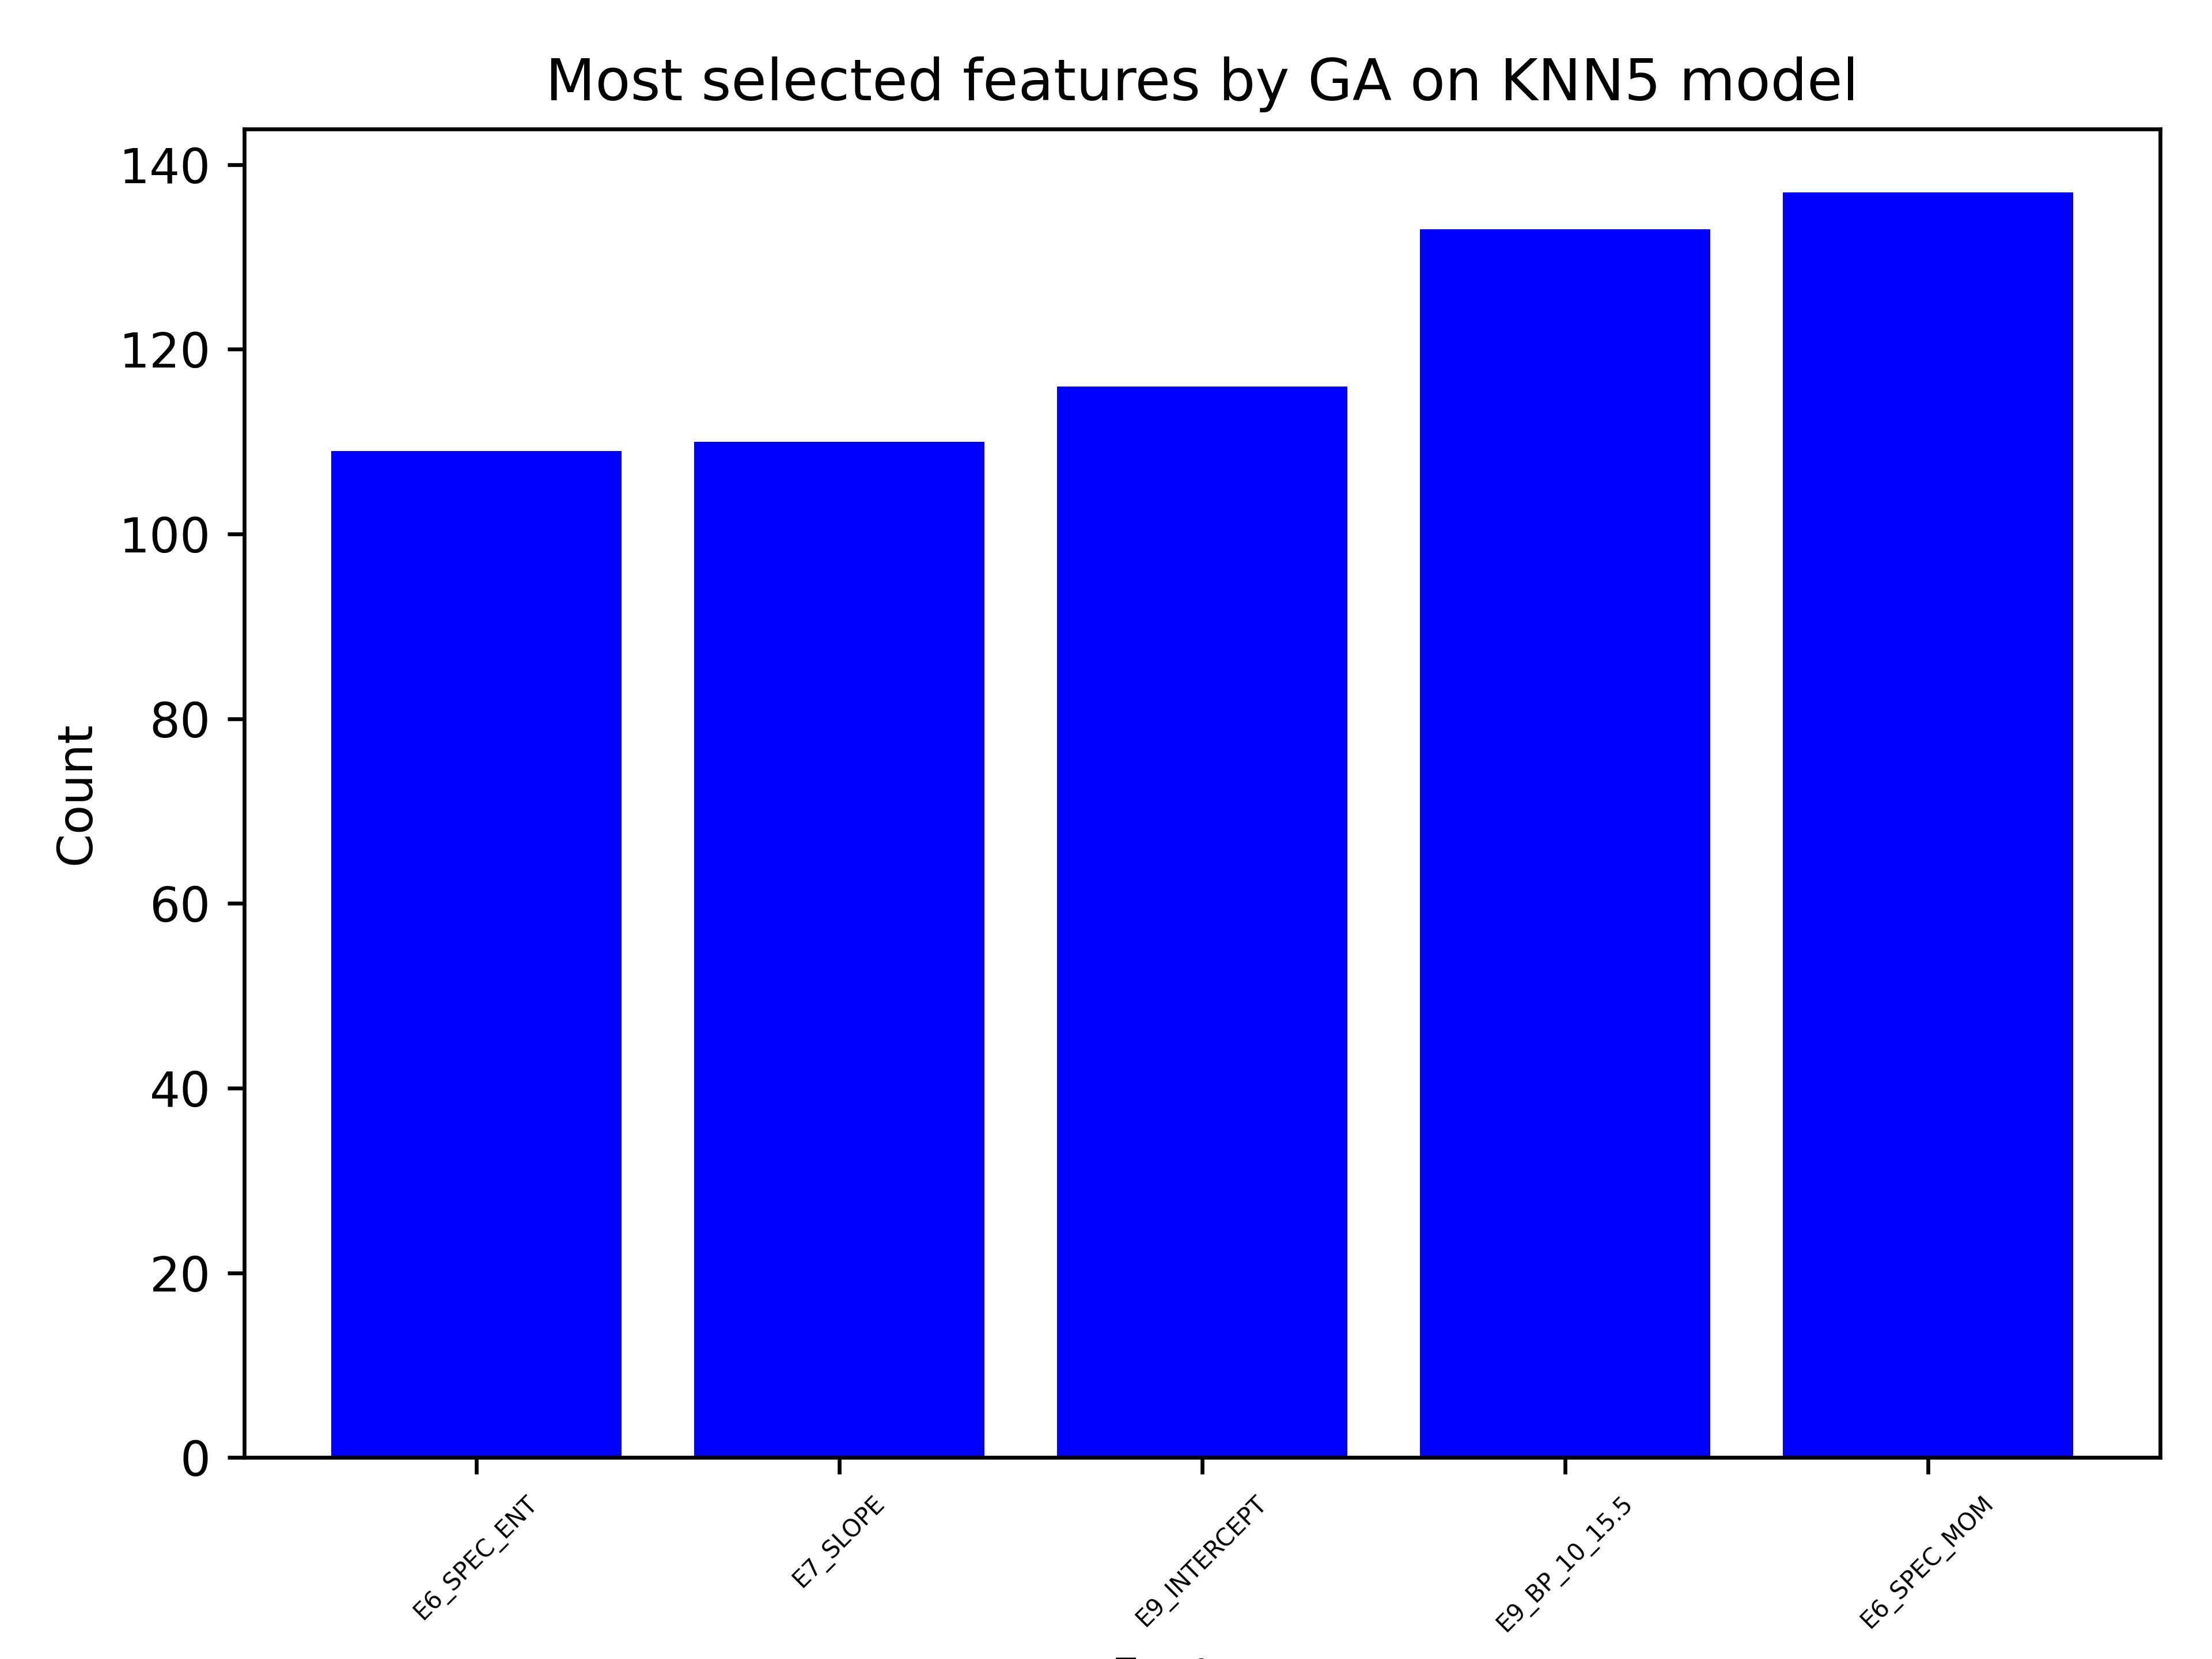 Most selected features by GA on KNN5 model
140
120
100
80
60
40
20
0
Count
E6_SPEC_ENT
E7_SLOPE
E9_INTERCEPT
E9_BP_10_15.5
E6_SPEC_MOM